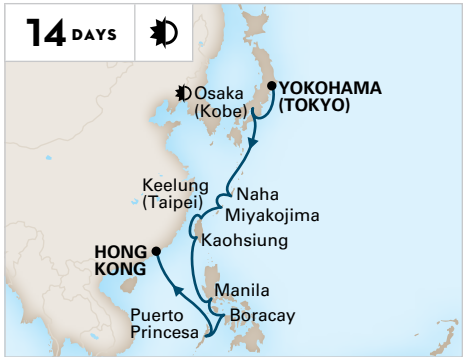 14 DAYS
Osaka
(Kobe)
YOKOHAMA
(TOKYO)
Keelung
(Taipei)
Naha
Miyakojima
Kaohsiung
HONG
KONG
Manila
Puerto
Princesa
Boracay